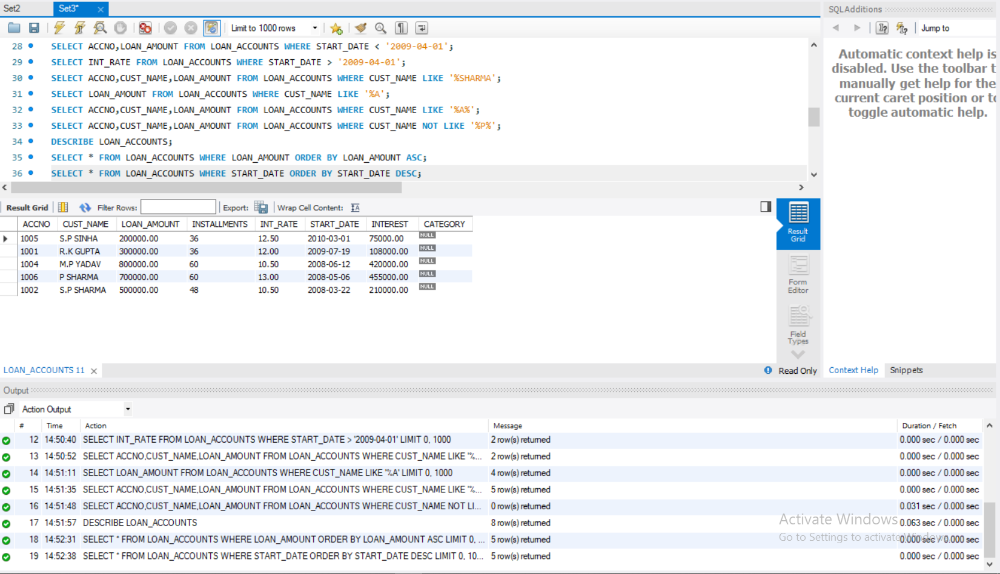 Set2
Set3*
SQLAdditions
Limit to 1000 rows
Jump to
28 SELECT ACCNO,LOAN_AMOUNT FROM LOAN_ACCOUNTS WHERE START_DATE < '2009-04-01';
29 SELECT INT_RATE FROM LOAN_ACCOUNTS WHERE START_DATE > '2009-04-01';
30 SELECT ACCNO,CUST_NAME,LOAN_AMOUNT FROM LOAN_ACCOUNTS WHERE CUST_NAME LIKE '%SHARMA';
31 SELECT LOAN_AMOUNT FROM LOAN_ACCOUNTS WHERE CUST_NAME LIKE '%A';
32 SELECT ACCNO,CUST_NAME,LOAN_AMOUNT FROM LOAN_ACCOUNTS WHERE CUST_NAME LIKE '%A%';
33 SELECT ACCNO,CUST_NAME,LOAN_AMOUNT FROM LOAN_ACCOUNTS WHERE CUST_NAME NOT LIKE '%P%';
34 DESCRIBE LOAN_ACCOUNTS;
35 SELECT * FROM LOAN_ACCOUNTS WHERE LOAN_AMOUNT ORDER BY LOAN_AMOUNT ASC;
36 SELECT * FROM LOAN_ACCOUNTS WHERE START_DATE ORDER BY START_DATE DESC;
Automatic context help is
disabled. Use the toolbar t
manually get help for the
current caret position or to
toggle automatic help.
Result Grid Filter Rows: Export: Wrap Cell Content:
ACCNO CUST_NAME LOAN_AMOUNT INSTALLMENTS INT_RATE START_DATE INTEREST CATEGORY
1005 S.P SINHA 200000.00 36 12.50 2010-03-01 75000.00 NULL
1001 R.K GUPTA 300000.00 36 12.00 2009-07-19 108000.00 NULL
1004 M.P YADAV 800000.00 60 10.50 2008-06-12 420000.00 NULL
1006 P SHARMA 700000.00 60 13.00 2008-05-06 455000.00 NULL
1002 S.P SHARMA 500000.00 48 10.50 2008-03-22 210000.00 NULL
Result
Grid
Form
Editor
Field
Types
LOAN_ACCOUNTS 11
Read Only
Context Help Snippets
Output
Action Output
# Time Action Message Duration / Fetch
12 14:50:40 SELECT INT_RATE FROM LOAN_ACCOUNTS WHERE START_DATE > '2009-04-01' LIMIT 0, 1000 2 row(s) returned 0.000 sec / 0.000 sec
13 14:50:52 SELECT ACCNO,CUST_NAME,LOAN_AMOUNT FROM LOAN_ACCOUNTS WHERE CUST_NAME LIKE '%... 2 row(s) returned 0.000 sec / 0.000 sec
14 14:51:11 SELECT LOAN_AMOUNT FROM LOAN_ACCOUNTS WHERE CUST_NAME LIKE '%A' LIMIT 0, 1000 4 row(s) returned 0.000 sec / 0.000 sec
15 14:51:35 SELECT ACCNO,CUST_NAME,LOAN_AMOUNT FROM LOAN_ACCOUNTS WHERE CUST_NAME LIKE '%... 5 row(s) returned 0.000 sec / 0.000 sec
16 14:51:48 SELECT ACCNO,CUST_NAME,LOAN_AMOUNT FROM LOAN_ACCOUNTS WHERE CUST_NAME NOT LI... 0 row(s) returned 0.031 sec / 0.000 sec
17 14:51:57 DESCRIBE LOAN_ACCOUNTS 8 row(s) returned 0.063 sec / 0.000 sec
18 14:52:31 SELECT * FROM LOAN_ACCOUNTS WHERE LOAN_AMOUNT ORDER BY LOAN_AMOUNT ASC LIMIT 0, ... 5 row(s) returned 0.000 sec / 0.000 sec
19 14:52:38 SELECT * FROM LOAN_ACCOUNTS WHERE START_DATE ORDER BY START_DATE DESC LIMIT 0, 10... 5 row(s) returned 0.000 sec / 0.000 sec
Activate Windows
Go to Settings to activate Windows.